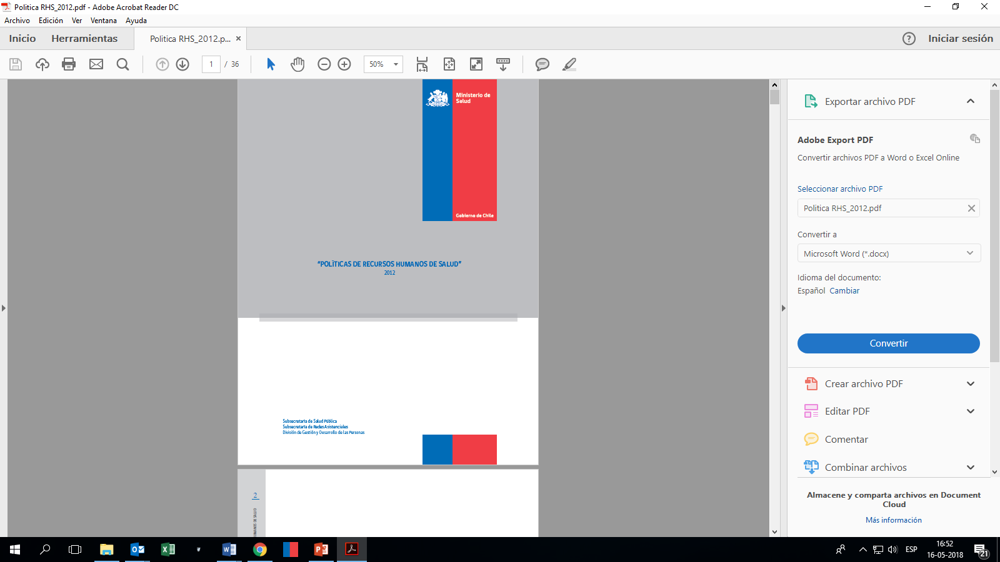 Politica RHS_2012.pdf - Adobe Acrobat Reader DC
Archivo Edición Ver Ventana Ayuda
Inicio Herramientas Politica RHS_2012.p... Iniciar sesión
1 / 36 50%
Ministerio de
Salud
Gobierno de Chile
“POLÍTICAS DE RECURSOS HUMANOS DE SALUD”
2012
Subsecretaría de Salud Pública
Subsecretaría de Redes Asistenciales
División de Gestión y Desarrollo de las Personas
2
UMANOS DE SALUD
Exportar archivo PDF
Adobe Export PDF
Convertir archivos PDF a Word o Excel Online
Seleccionar archivo PDF
Politica RHS_2012.pdf
Convertir a
Microsoft Word (*.docx)
Idioma del documento:
Español Cambiar
Convertir
Crear archivo PDF
Editar PDF
Comentar
Combinar archivos
Almacene y comparta archivos en Document
Cloud
Más información
ESP
16:52
16-05-2018
21